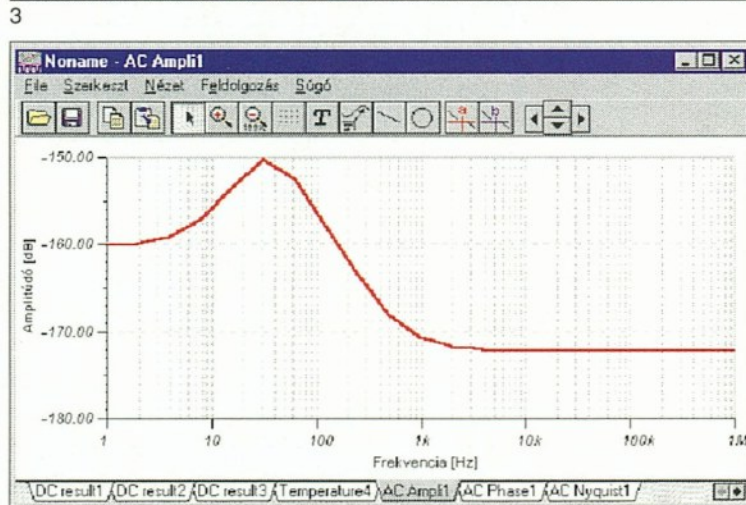 3
Noname - AC Ampli1
File Szerkeszt Nézet Feldolgozás Súgó
T a b
-150.00
-160.00
-170.00
-180.00
Amplitúdó [dB]
1 10 100 1k 10k 100k 1M
Frekvencia [Hz]
DC result1 DC result2 DC result3 Temperature4 AC Ampli1 AC Phase1 AC Nyquist1